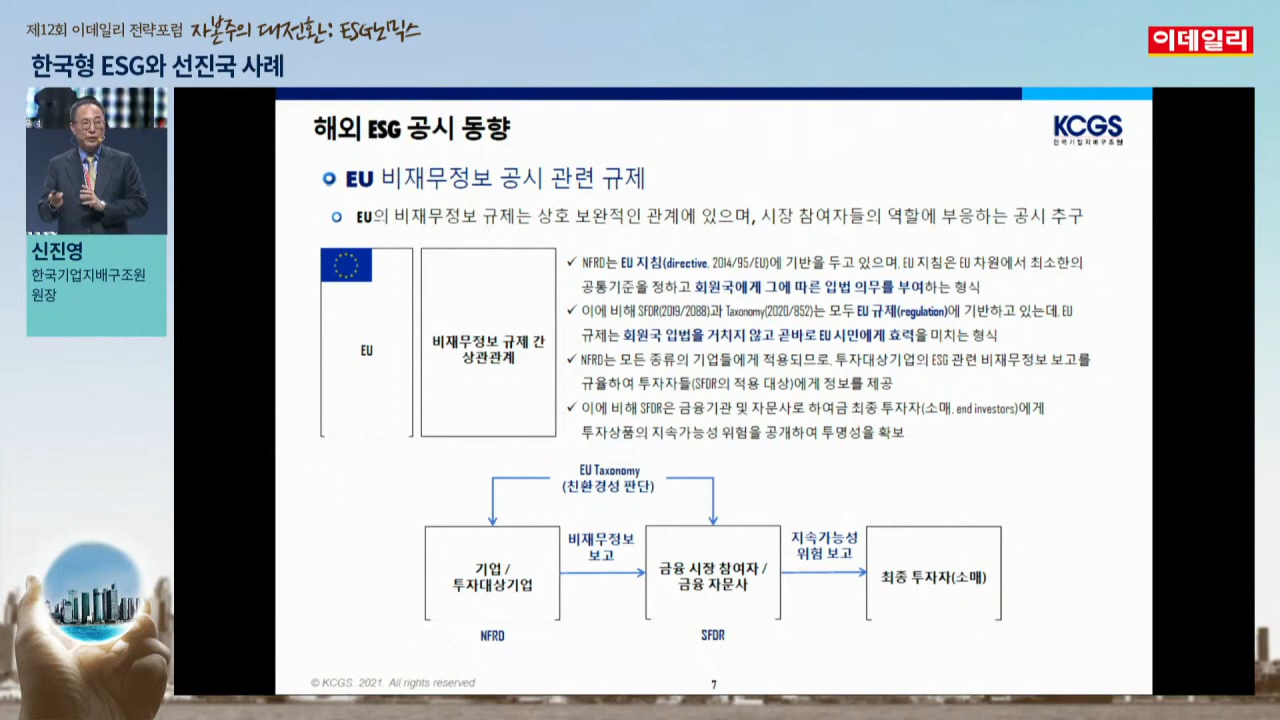 제12회 이데일리 전략포럼 자본주의 대전환: ESG노믹스
이데일리
한국형 ESG와 선진국 사례
신진영
한국기업지배구조원
원장
해외 ESG 공시 동향
KCGS
한국기업지배구조원
EU 비재무정보 공시 관련 규제
EU의 비재무정보 규제는 상호 보완적인 관계에 있으며, 시장 참여자들의 역할에 부응하는 공시 추구
EU
비재무정보 규제 간
상관관계
✓ NFRD는 EU 지침(directive, 2014/95/EU)에 기반을 두고 있으며, EU 지침은 EU 차원에서 최소한의
공통기준을 정하고 회원국에게 그에 따른 입법 의무를 부여하는 형식
✓ 이에 비해 SFDR(2019/2088)과 Taxonomy(2020/852)는 모두 EU 규제(regulation)에 기반하고 있는데, EU
규제는 회원국 입법을 거치지 않고 곧바로 EU 시민에게 효력을 미치는 형식
✓ NFRD는 모든 종류의 기업들에게 적용되므로, 투자대상기업의 ESG 관련 비재무정보 보고를
규율하여 투자자들(SFDR의 적용 대상)에게 정보를 제공
✓ 이에 비해 SFDR은 금융기관 및 자문사로 하여금 최종 투자자(소매, end investors)에게
투자상품의 지속가능성 위험을 공개하여 투명성을 확보
EU Taxonomy
(친환경성 판단)
기업 /
투자대상기업
비재무정보
보고
금융 시장 참여자 /
금융 자문사
지속가능성
위험 보고
최종 투자자(소매)
NFRD
SFDR
© KCGS. 2021. All rights reserved
7